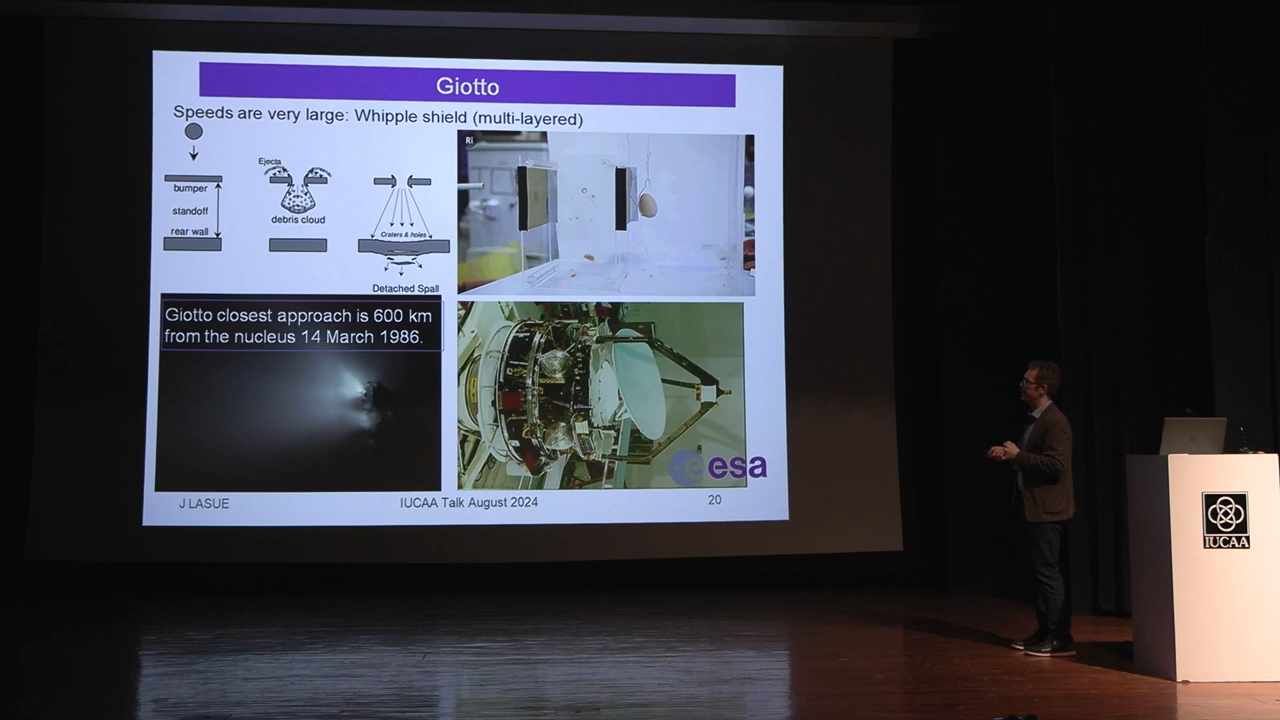 Giotto
Speeds are very large: Whipple shield (multi-layered)
bumper
standoff
rear wall
Ejecta
debris cloud
Craters & holes
Detached Spall
Ri
Giotto closest approach is 600 km
from the nucleus 14 March 1986.
esa
J LASUE
IUCAA Talk August 2024
20
IUCAA